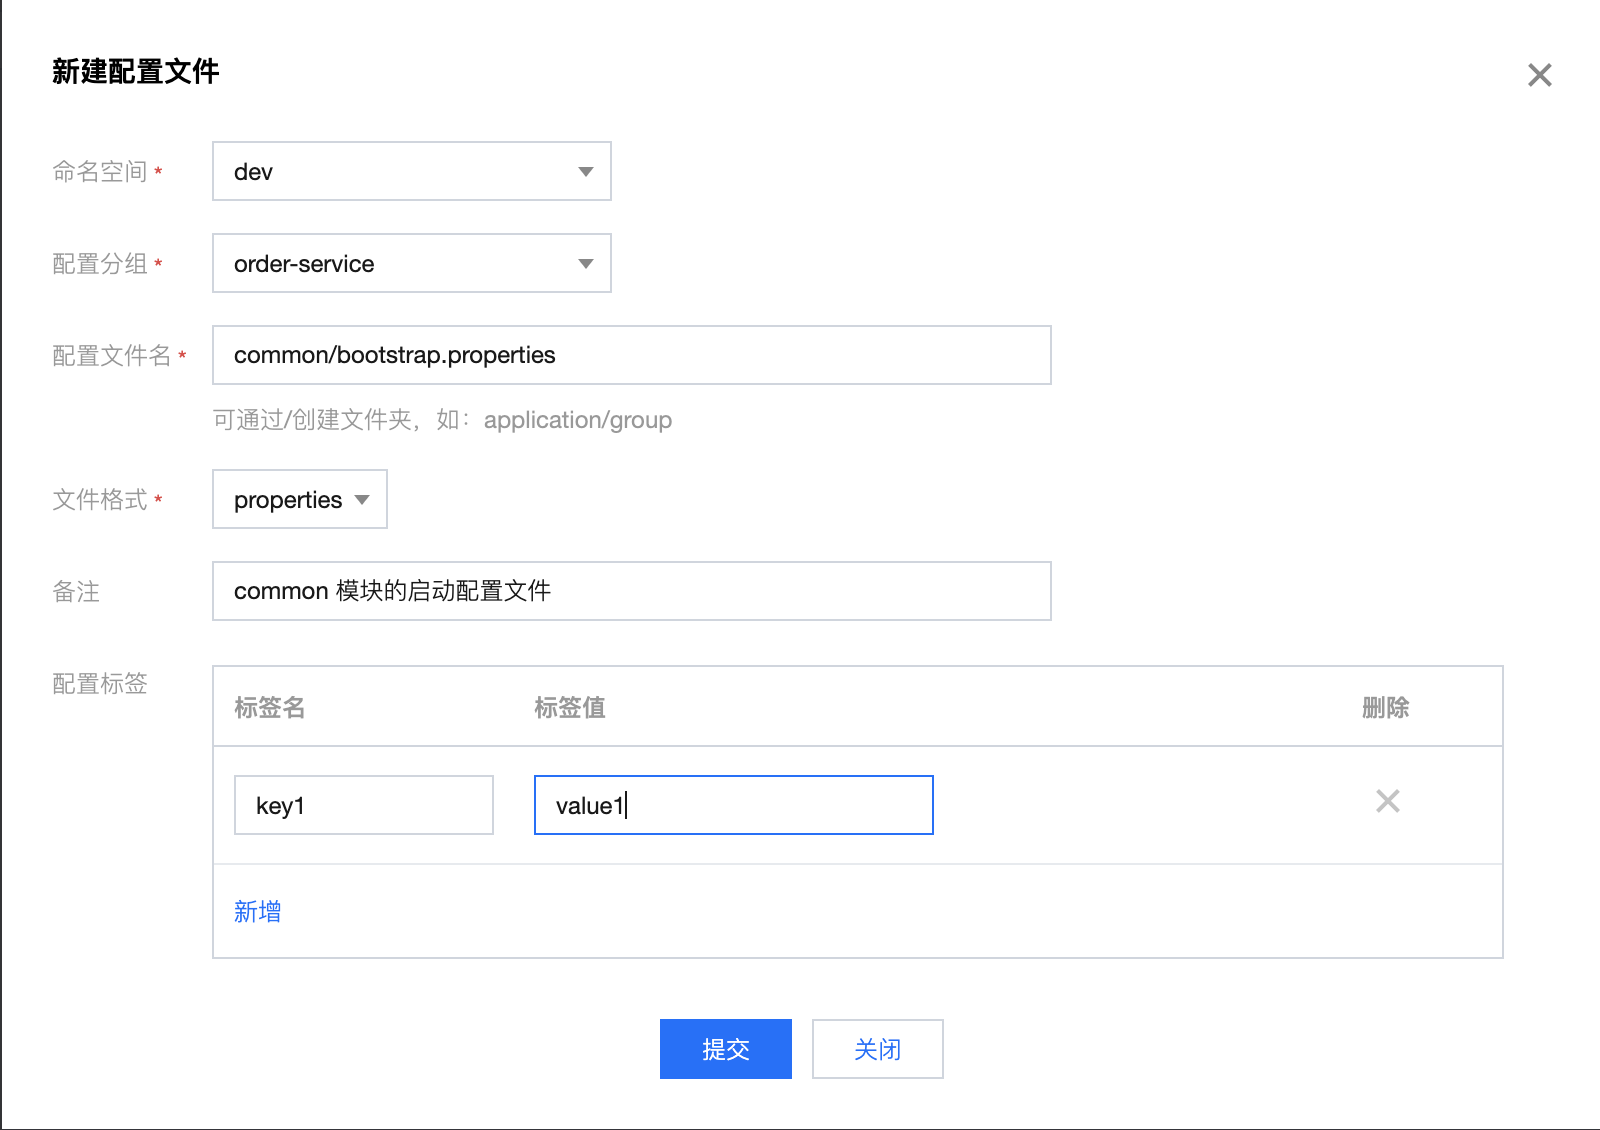 新建配置文件
命名空间 *
dev
配置分组 *
order-service
配置文件名 *
common/bootstrap.properties
可通过/创建文件夹，如：application/group
文件格式 *
properties
备注
common 模块的启动配置文件
配置标签
标签名 标签值 删除
key1 value1
新增
提交 关闭